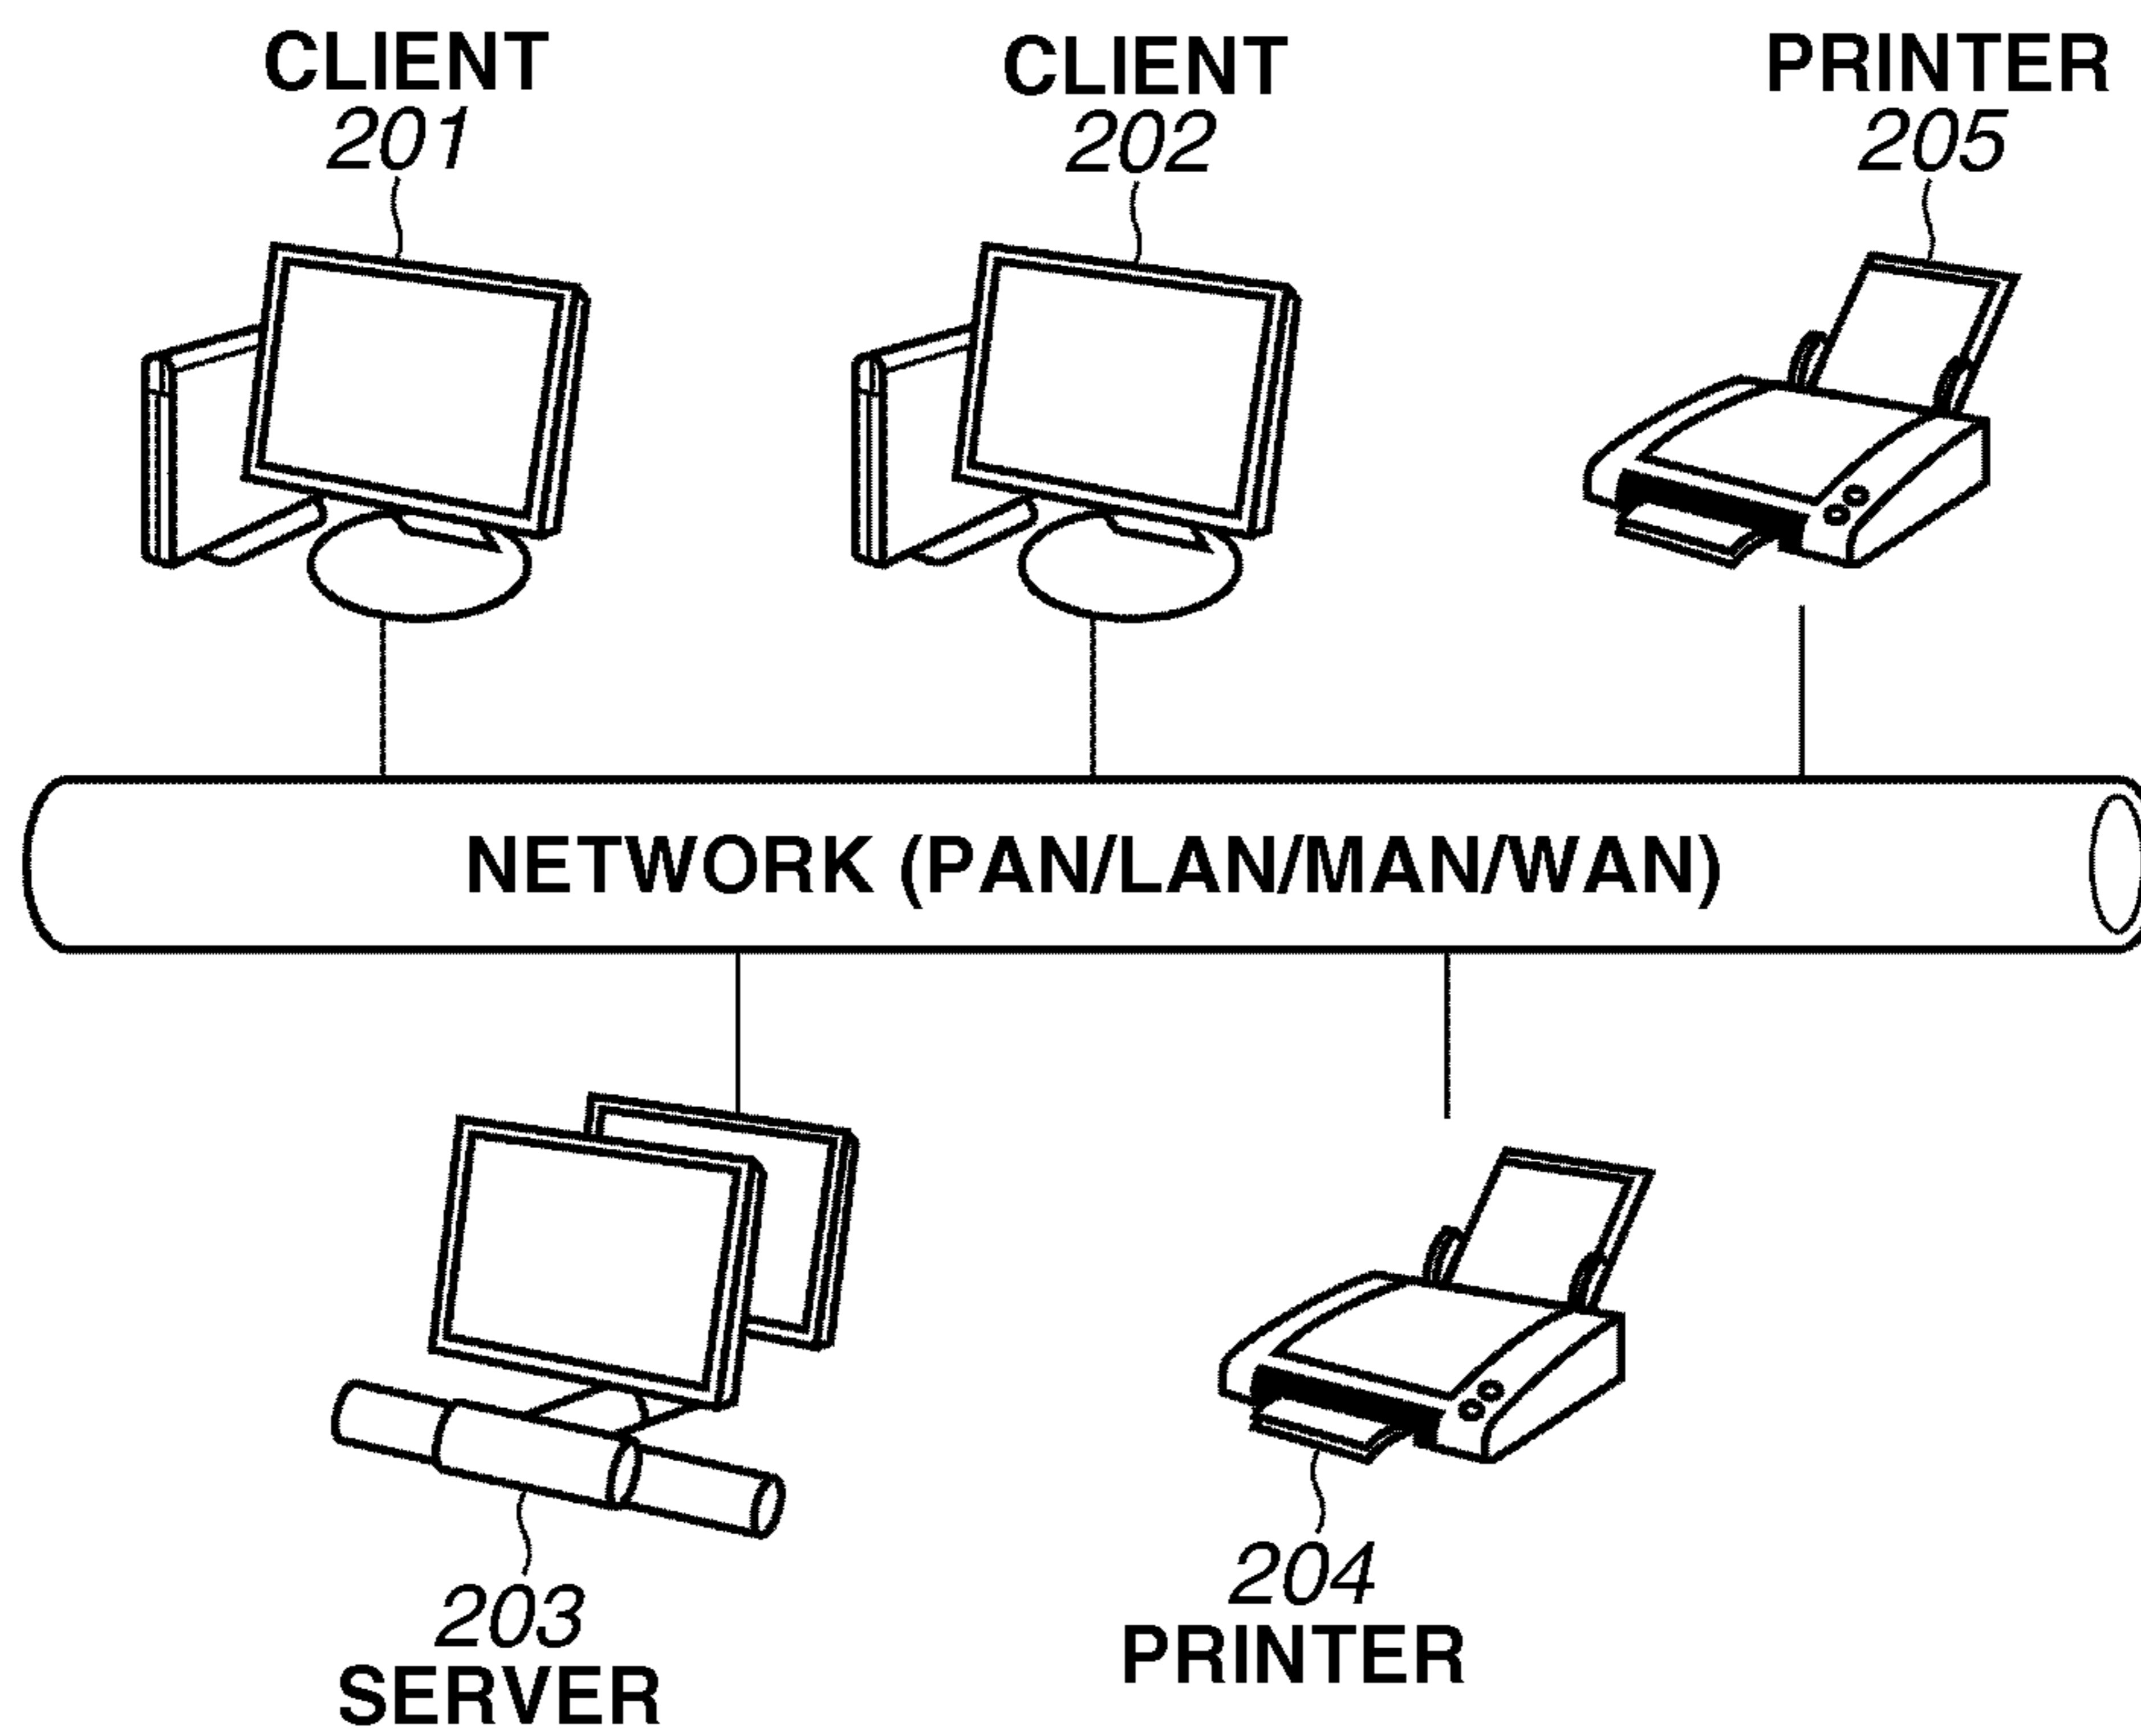 CLIENT
201
CLIENT
202
PRINTER
205
NETWORK (PAN/LAN/MAN/WAN)
203
SERVER
204
PRINTER